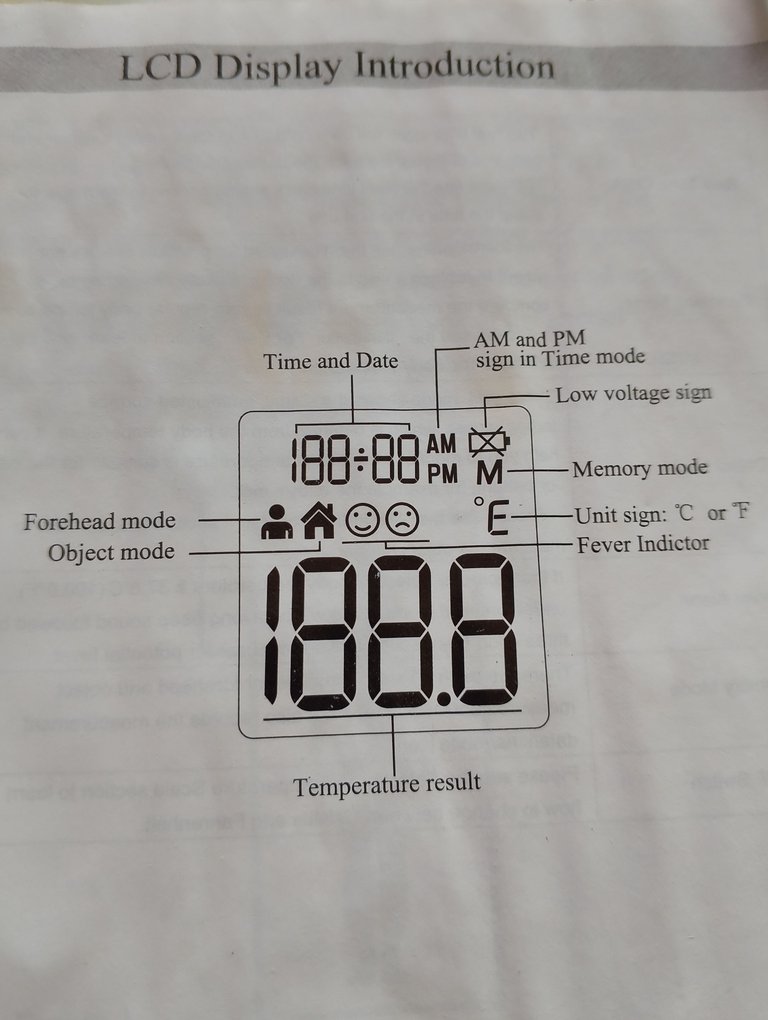 LCD Display Introduction
AM and PM
sign in Time mode
Time and Date
Low voltage sign
188:88 AM
PM M
Memory mode
°E
Forehead mode
Unit sign: ℃ or ℉
Object mode
Fever Indictor
188.8
Temperature result